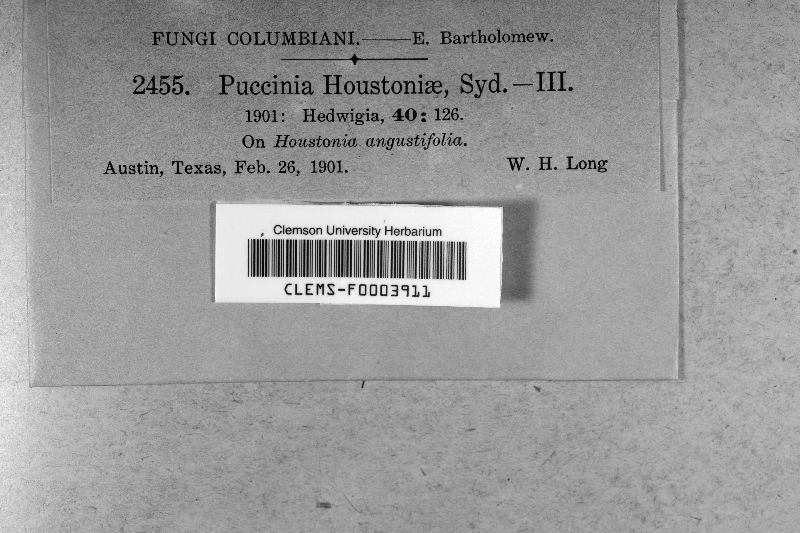 FUNGI COLUMBIANI.——E. Bartholomew.
2455. Puccinia Houstoniæ, Syd.—III.
1901: Hedwigia, 40: 126.
On Houstonia angustifolia.
Austin, Texas, Feb. 26, 1901. W. H. Long
Clemson University Herbarium
CLEMS-F0003911